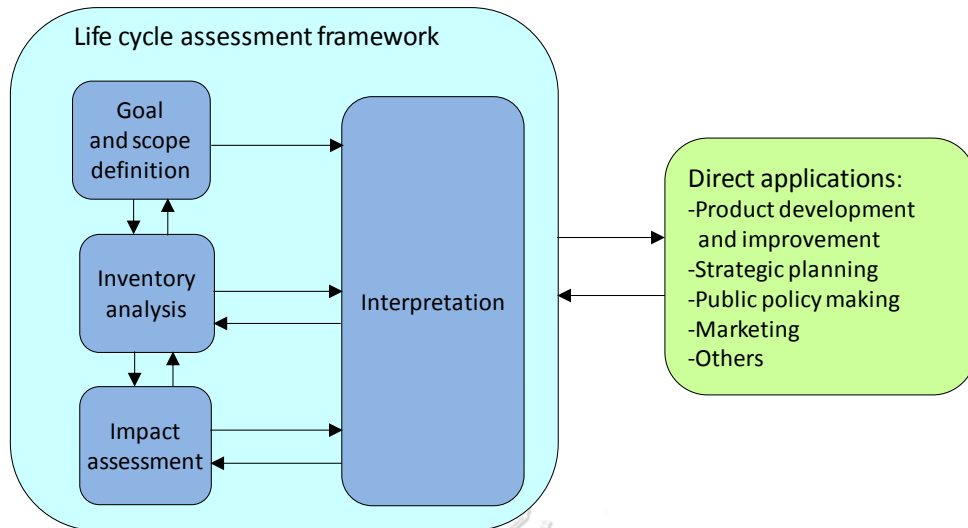 Life cycle assessment framework
Goal
and scope
definition
Inventory
analysis
Impact
assessment
Interpretation
Direct applications:
-Product development
and improvement
-Strategic planning
-Public policy making
-Marketing
-Others